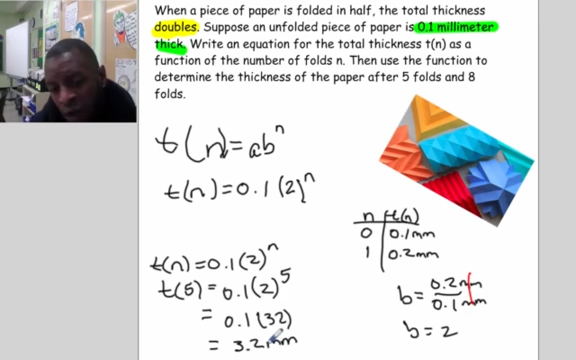 When a piece of paper is folded in half, the total thickness
doubles. Suppose an unfolded piece of paper is 0.1 millimeter
thick. Write an equation for the total thickness t(n) as a
function of the number of folds n. Then use the function to
determine the thickness of the paper after 5 folds and 8
folds.
t(n)=abⁿ
t(n)=0.1(2)ⁿ
n t(n)
0 0.1mm
1 0.2mm
b = 0.2mm/0.1mm
b = 2
t(n)=0.1(2)ⁿ
t(5)=0.1(2)⁵
= 0.1(32)
= 3.2mm